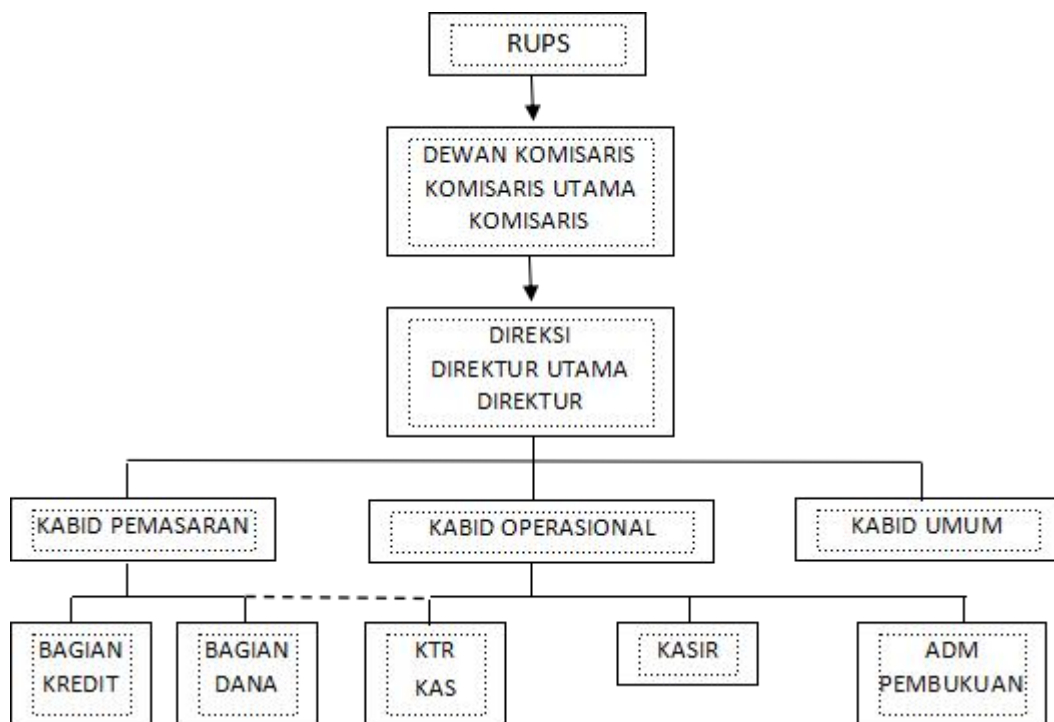 RUPS
DEWAN KOMISARIS
KOMISARIS UTAMA
KOMISARIS
DIREKSI
DIREKTUR UTAMA
DIREKTUR
KABID PEMASARAN
KABID OPERASIONAL
KABID UMUM
BAGIAN
KREDIT
BAGIAN
DANA
KTR
KAS
KASIR
ADM
PEMBUKUAN